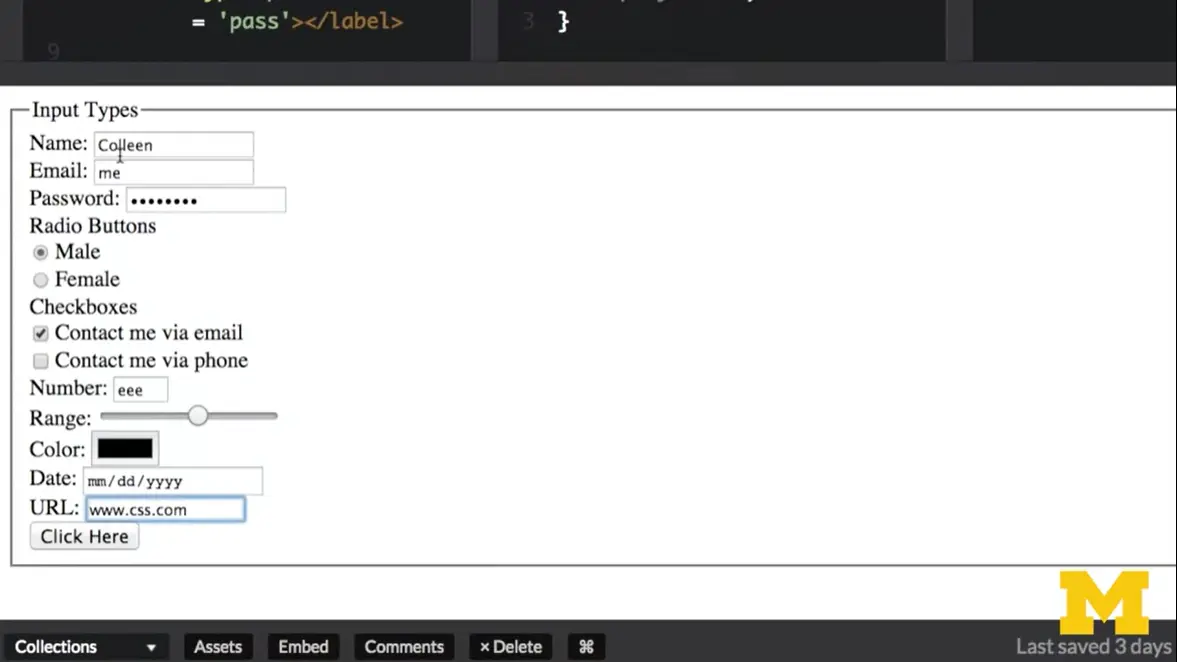 = 'pass'></label>
3 }
9
Input Types
Name: Colleen
Email: me
Password: ••••••••
Radio Buttons
Male
Female
Checkboxes
Contact me via email
Contact me via phone
Number: eee
Range:
Color:
Date: mm/dd/yyyy
URL: www.css.com
Click Here
M
Collections Assets Embed Comments × Delete ⌘ Last saved 3 days